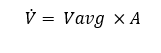 V̇ = Vavg × A